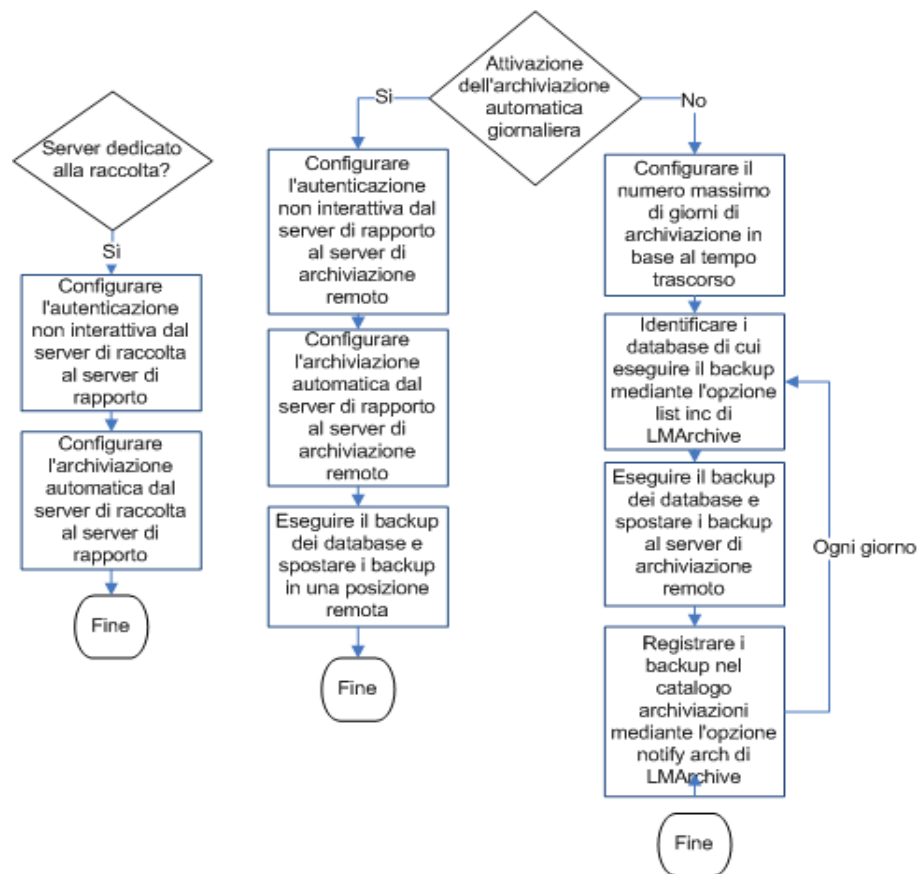 Server dedicato
alla raccolta?
Sì
Configurare
l'autenticazione
non interattiva dal
server di raccolta
al server di
rapporto
Configurare
l'archiviazione
automatica dal
server di raccolta
al server di
rapporto
Fine
Attivazione
dell'archiviazione
automatica
giornaliera
Sì
Configurare
l'autenticazione
non interattiva dal
server di rapporto
al server di
archiviazione
remoto
Configurare
l'archiviazione
automatica dal
server di rapporto
al server di
archiviazione
remoto
Eseguire il backup
dei database e
spostare i backup
in una posizione
remota
Fine
No
Configurare il
numero massimo
di giorni di
archiviazione in
base al tempo
trascorso
Identificare i
database di cui
eseguire il backup
mediante l'opzione
list inc di
LMArchive
Eseguire il backup
dei database e
spostare i backup
al server di
archiviazione
remoto
Ogni giorno
Registrare i
backup nel
catalogo
archiviazioni
mediante l'opzione
notify arch di
LMArchive
Fine